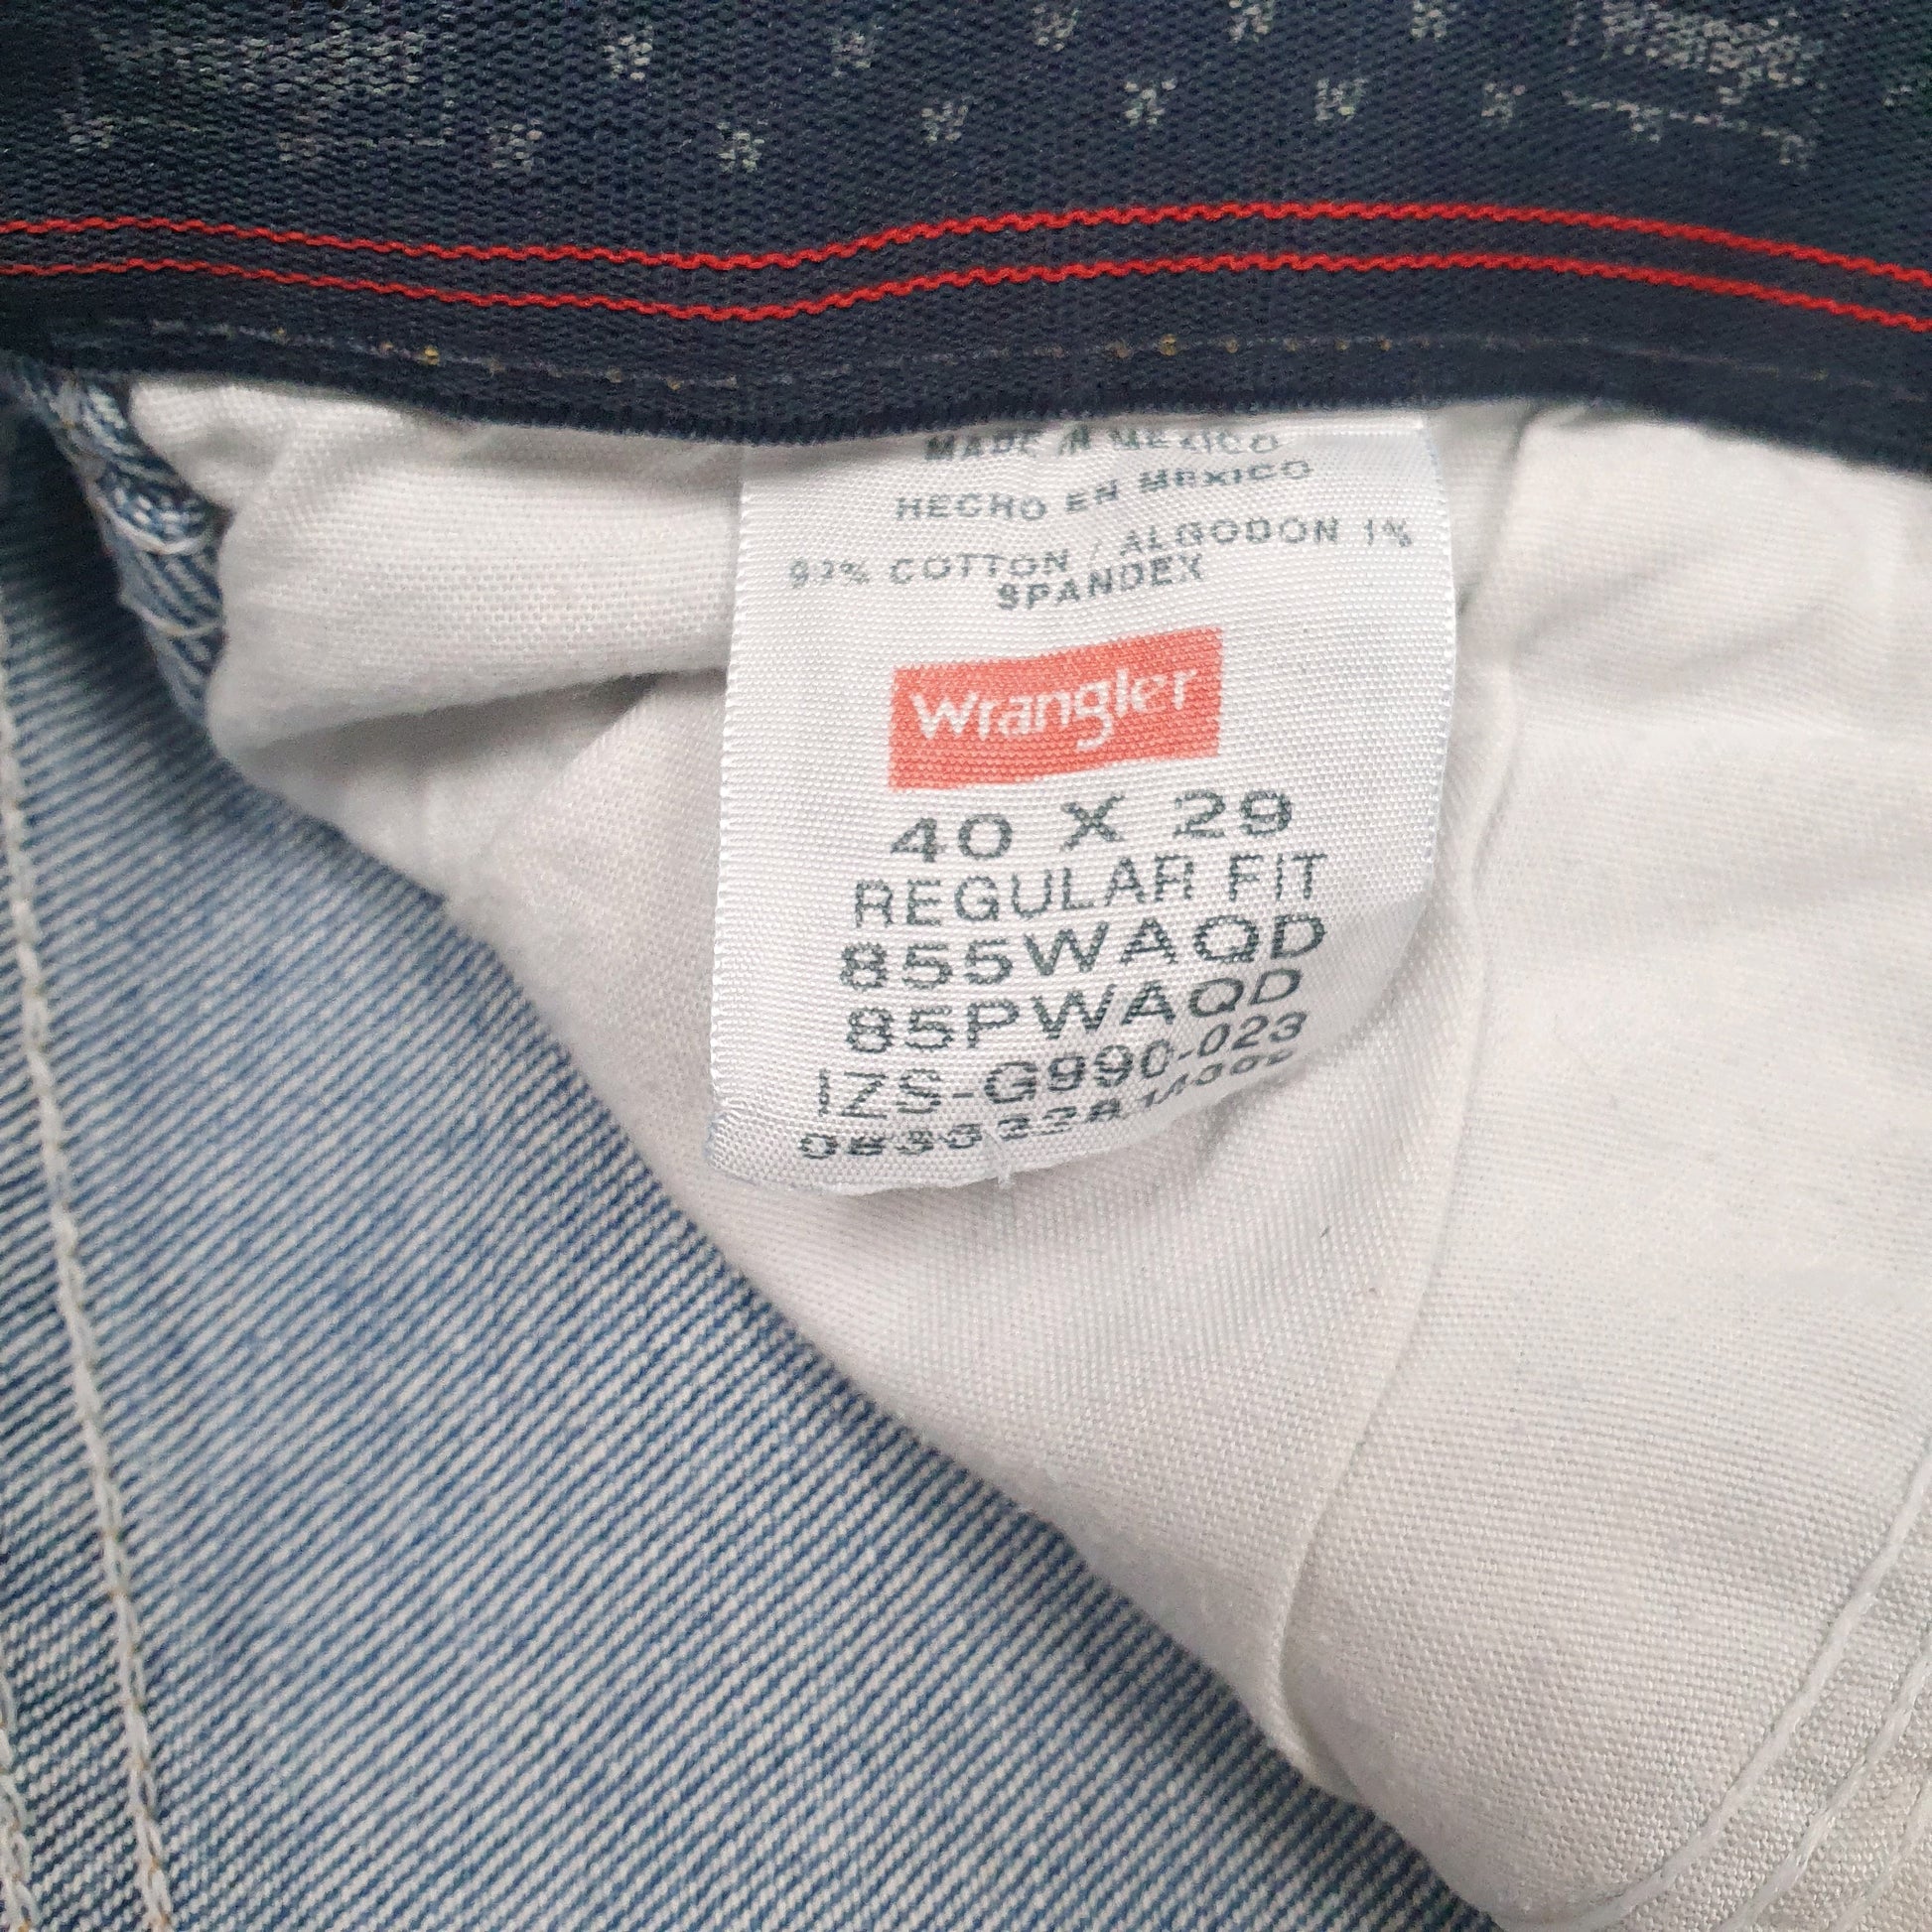 MADE IN MEXICO
HECHO EN MEXICO
COTTON / ALGODON 1%
SPANDEX
Wrangler
40 X 29
REGULAR FIT
855WAQD
85PWAQD
IZS-G990-023